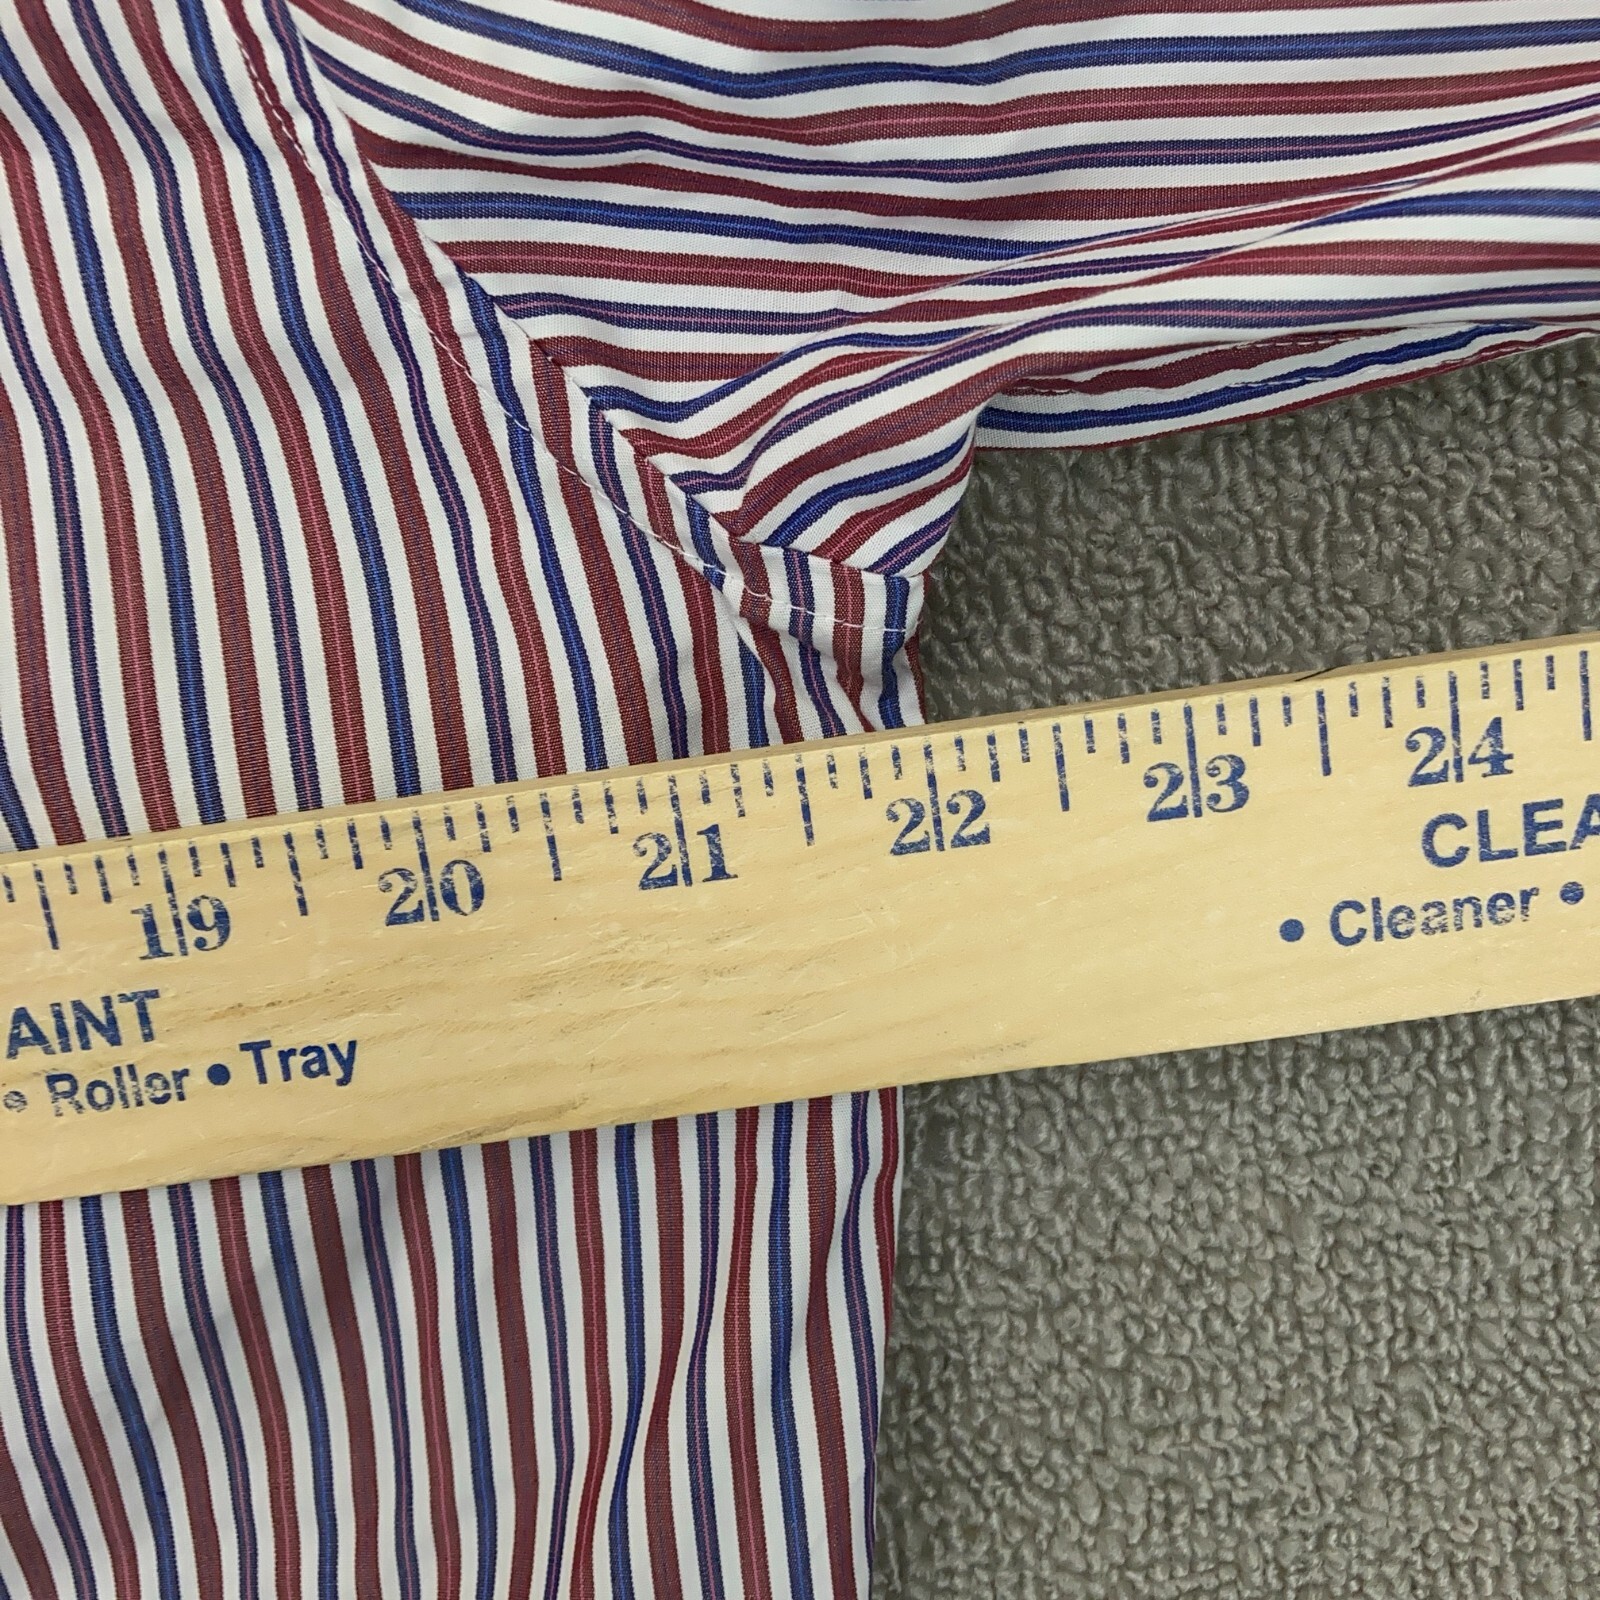 19 20 21 22 23 24
AINT
• Roller • Tray
CLEA
• Cleaner •